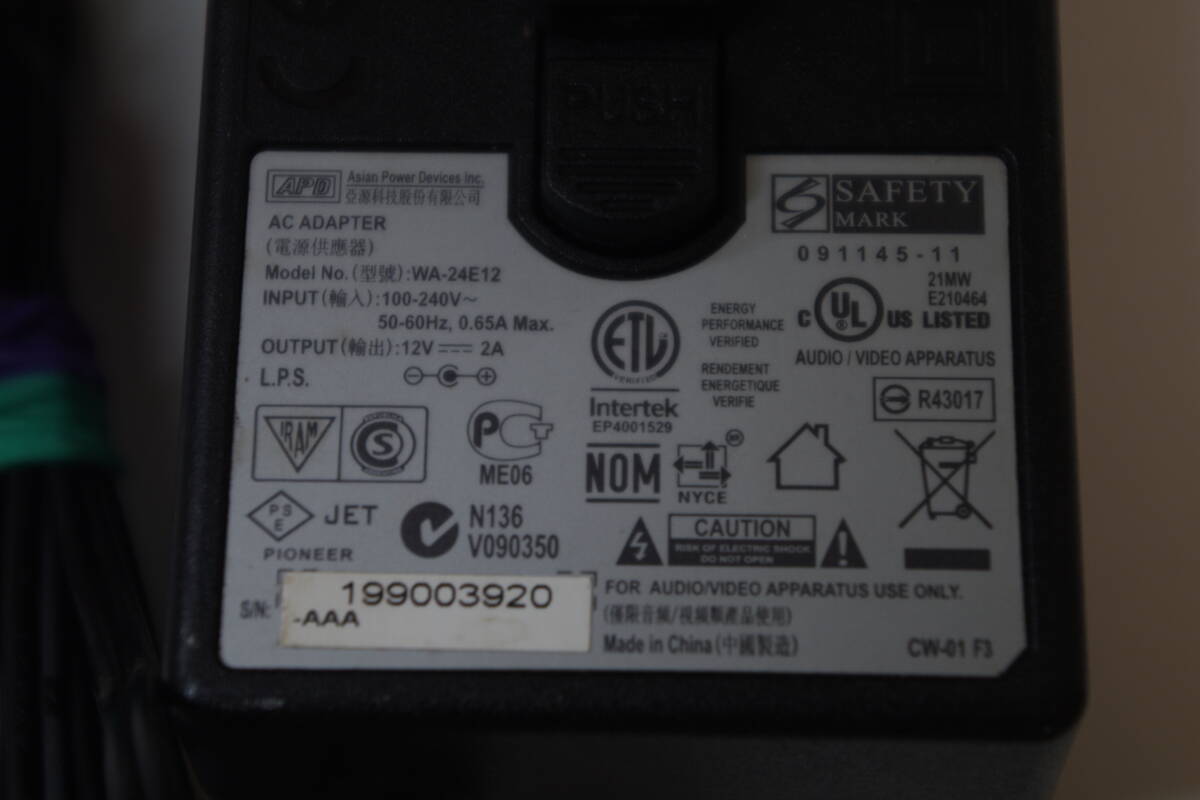 PUSH
APD Asian Power Devices Inc.
亞源科技股份有限公司
AC ADAPTER
(電源供應器)
Model No.(型號):WA-24E12
INPUT(輸入):100-240V~
50-60Hz, 0.65A Max.
OUTPUT(輸出):12V⎓ 2A
L.P.S.
IRAM S
ME06
PSE JET
PIONEER
N136
V090350
S/N: 199003920
-AAA
ETL
VERIFIED
Intertek
EP4001529
ENERGY
PERFORMANCE
VERIFIED
RENDEMENT
ENERGETIQUE
VERIFIE
NOM NYCE
S SAFETY
MARK
091145-11
21MW
E210464
C UL ® US LISTED
AUDIO / VIDEO APPARATUS
R43017
CAUTION
RISK OF ELECTRIC SHOCK
DO NOT OPEN
FOR AUDIO/VIDEO APPARATUS USE ONLY.
(僅限音頻/視頻類產品使用)
Made in China(中國製造)
CW-01 F3